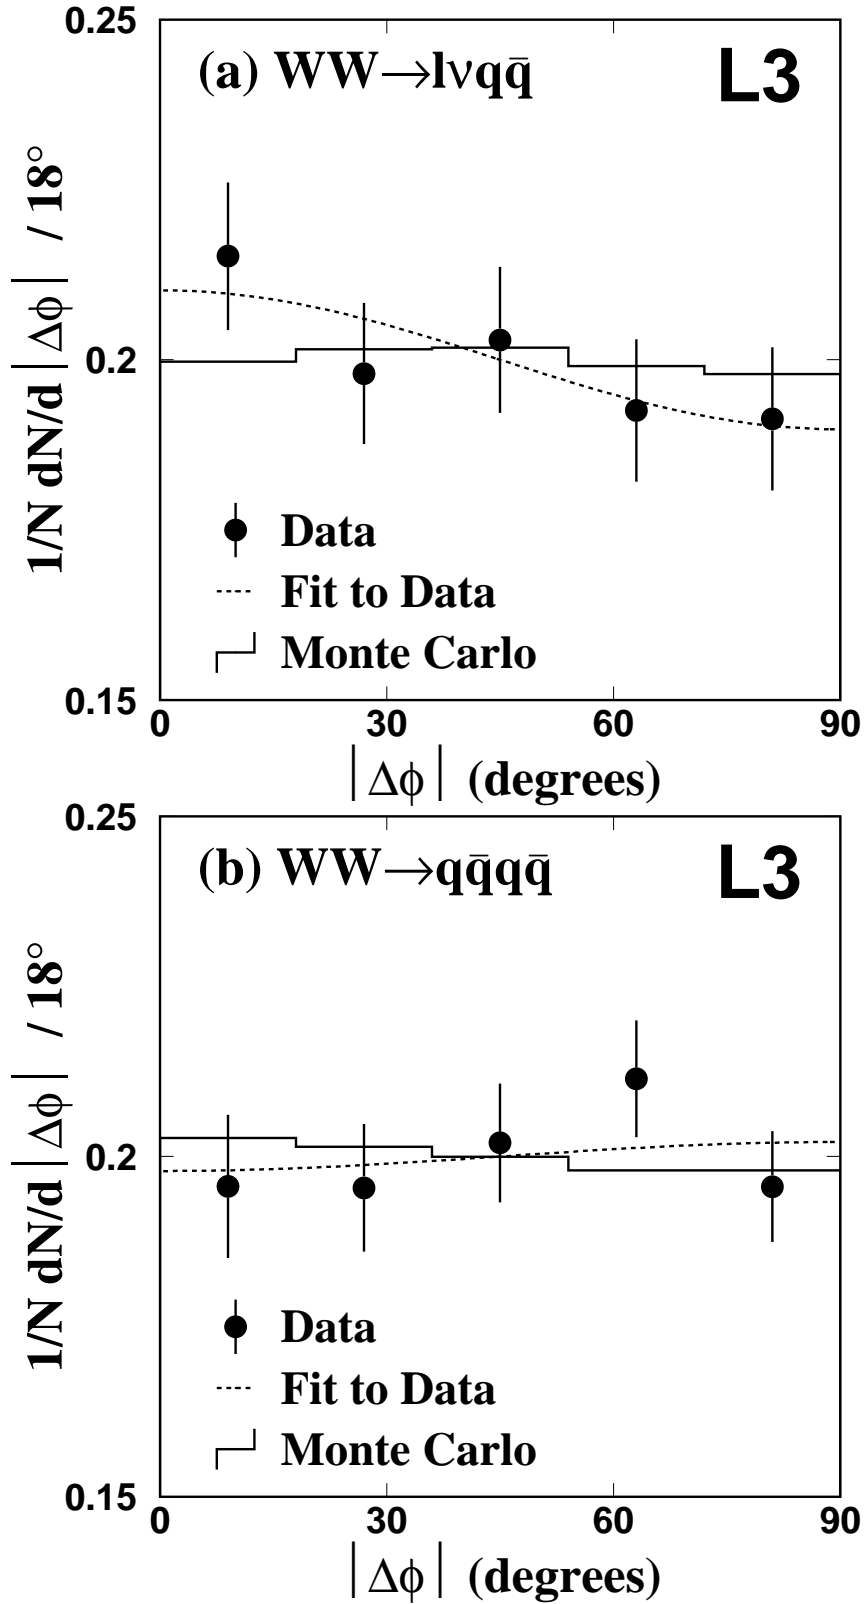 0.25
(a) WW→lνqq̄ L3
1/N dN/d|Δϕ| / 18°
0.2
Data
Fit to Data
Monte Carlo
0.15
0 30 60 90
|Δϕ| (degrees)
0.25
(b) WW→qq̄qq̄ L3
1/N dN/d|Δϕ| / 18°
0.2
Data
Fit to Data
Monte Carlo
0.15
0 30 60 90
|Δϕ| (degrees)